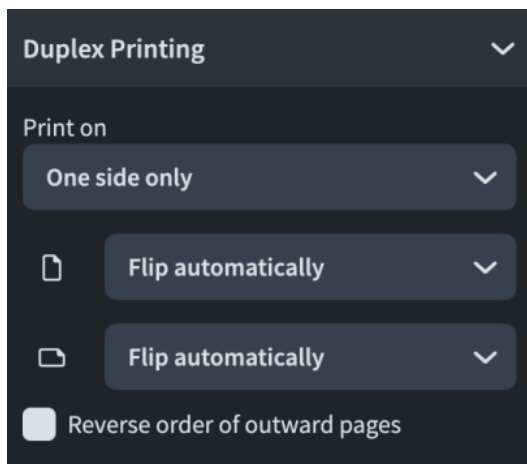 Duplex Printing
Print on
One side only
Flip automatically
Flip automatically
Reverse order of outward pages